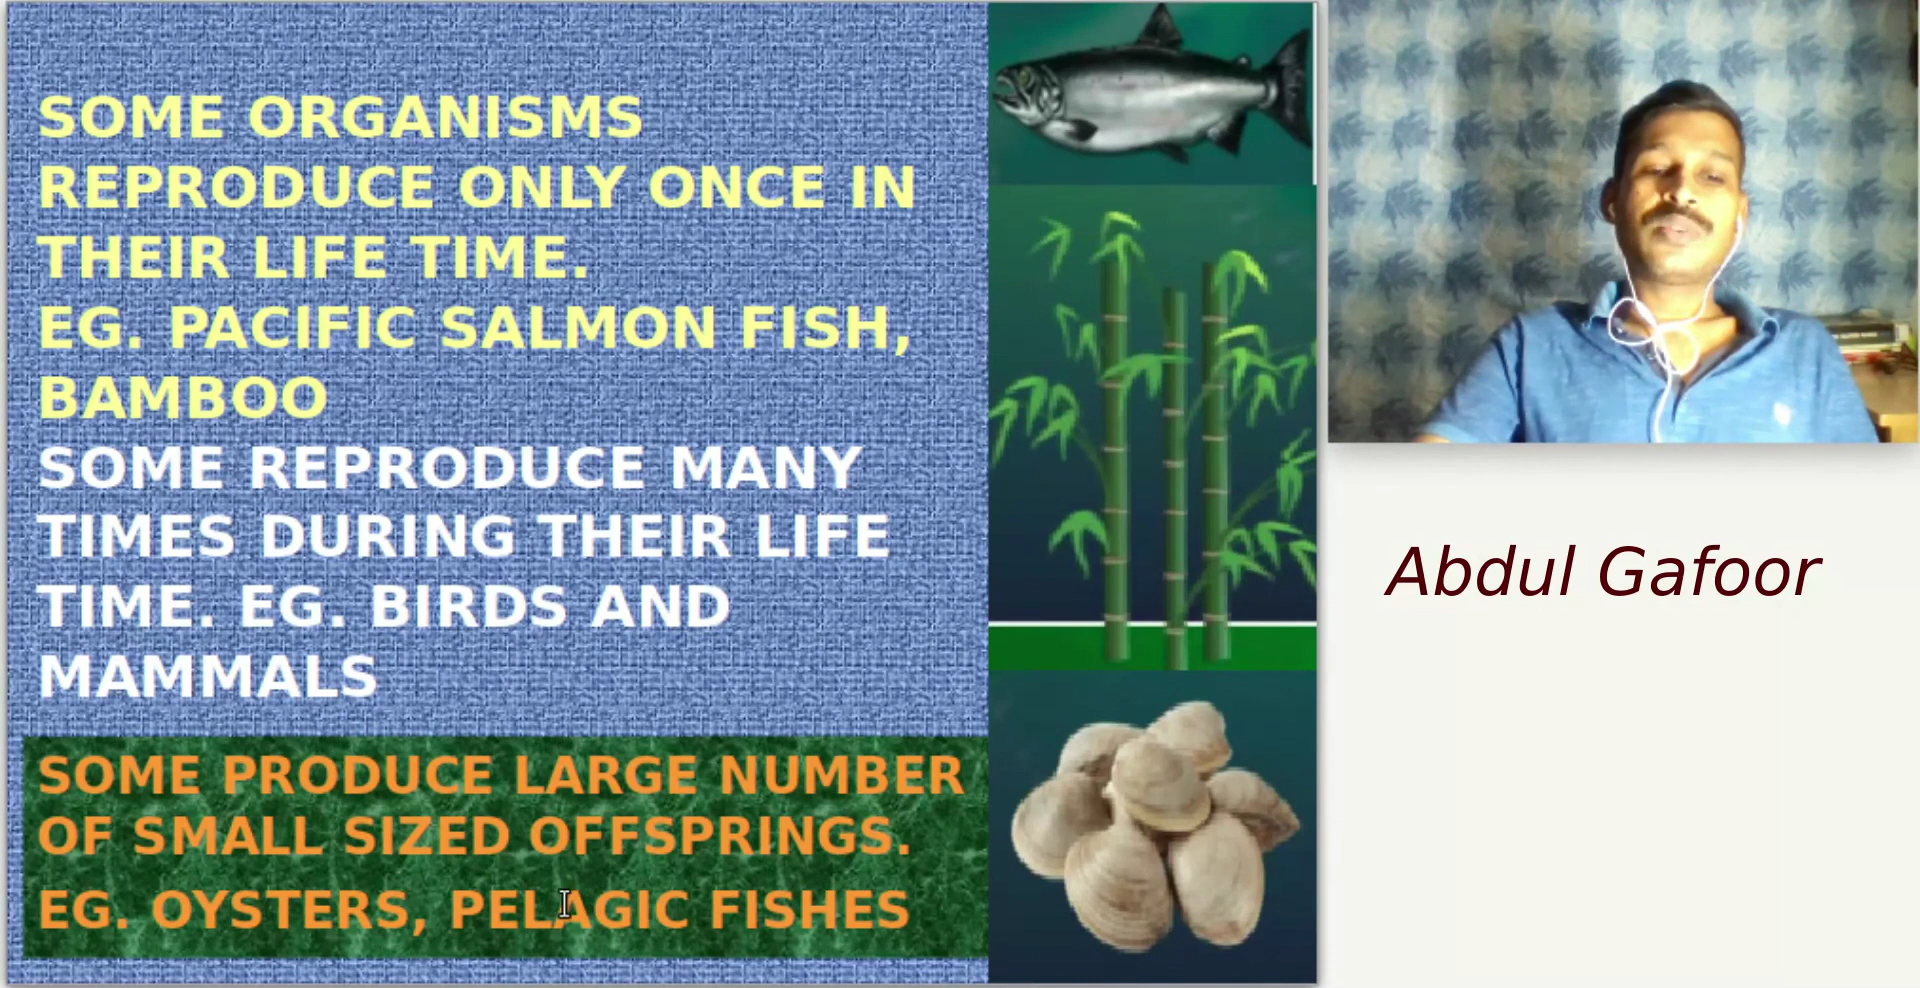 SOME ORGANISMS
REPRODUCE ONLY ONCE IN
THEIR LIFE TIME.
EG. PACIFIC SALMON FISH,
BAMBOO
SOME REPRODUCE MANY
TIMES DURING THEIR LIFE
TIME. EG. BIRDS AND
MAMMALS
SOME PRODUCE LARGE NUMBER
OF SMALL SIZED OFFSPRINGS.
EG. OYSTERS, PELAGIC FISHES
Abdul Gafoor